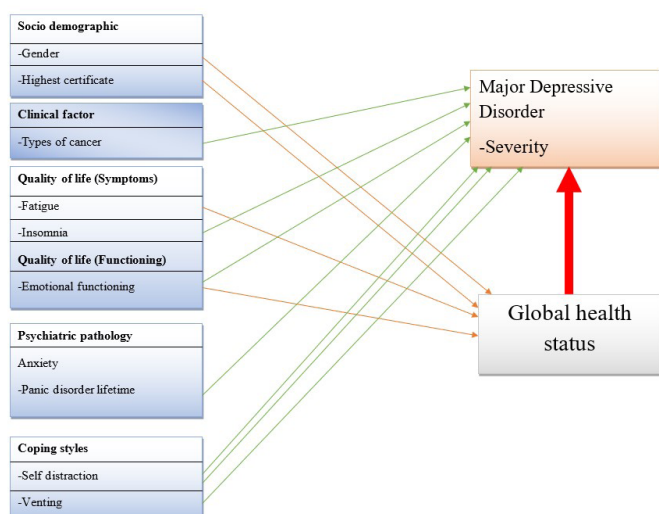 Socio demographic
-Gender
-Highest certificate
Clinical factor
-Types of cancer
Quality of life (Symptoms)
-Fatigue
-Insomnia
Quality of life (Functioning)
-Emotional functioning
Psychiatric pathology
Anxiety
-Panic disorder lifetime
Coping styles
-Self distraction
-Venting
Major Depressive
Disorder
-Severity
Global health
status